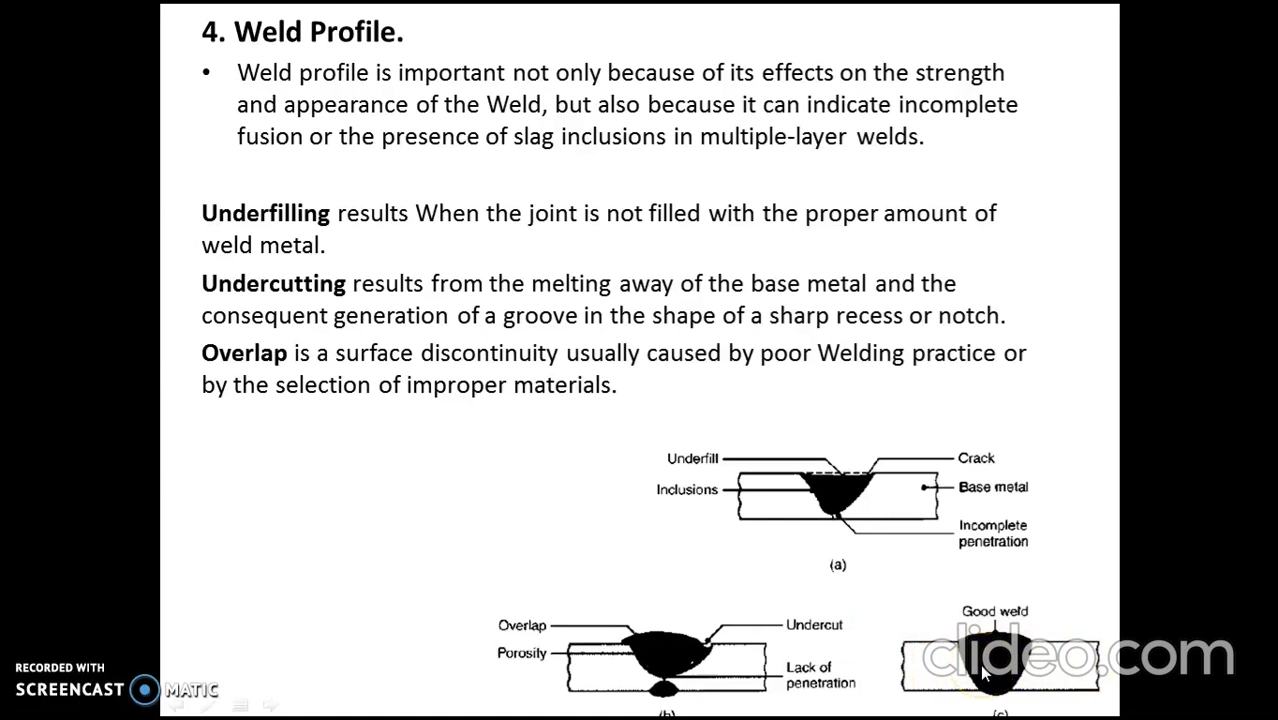 4. Weld Profile.
• Weld profile is important not only because of its effects on the strength
and appearance of the Weld, but also because it can indicate incomplete
fusion or the presence of slag inclusions in multiple-layer welds.
Underfilling results When the joint is not filled with the proper amount of
weld metal.
Undercutting results from the melting away of the base metal and the
consequent generation of a groove in the shape of a sharp recess or notch.
Overlap is a surface discontinuity usually caused by poor Welding practice or
by the selection of improper materials.
Underfill
Crack
Inclusions
Base metal
Incomplete
penetration
(a)
Good weld
Overlap
Undercut
Porosity
Lack of
penetration
(b)
(c)
clideo.com
RECORDED WITH
SCREENCAST MATIC